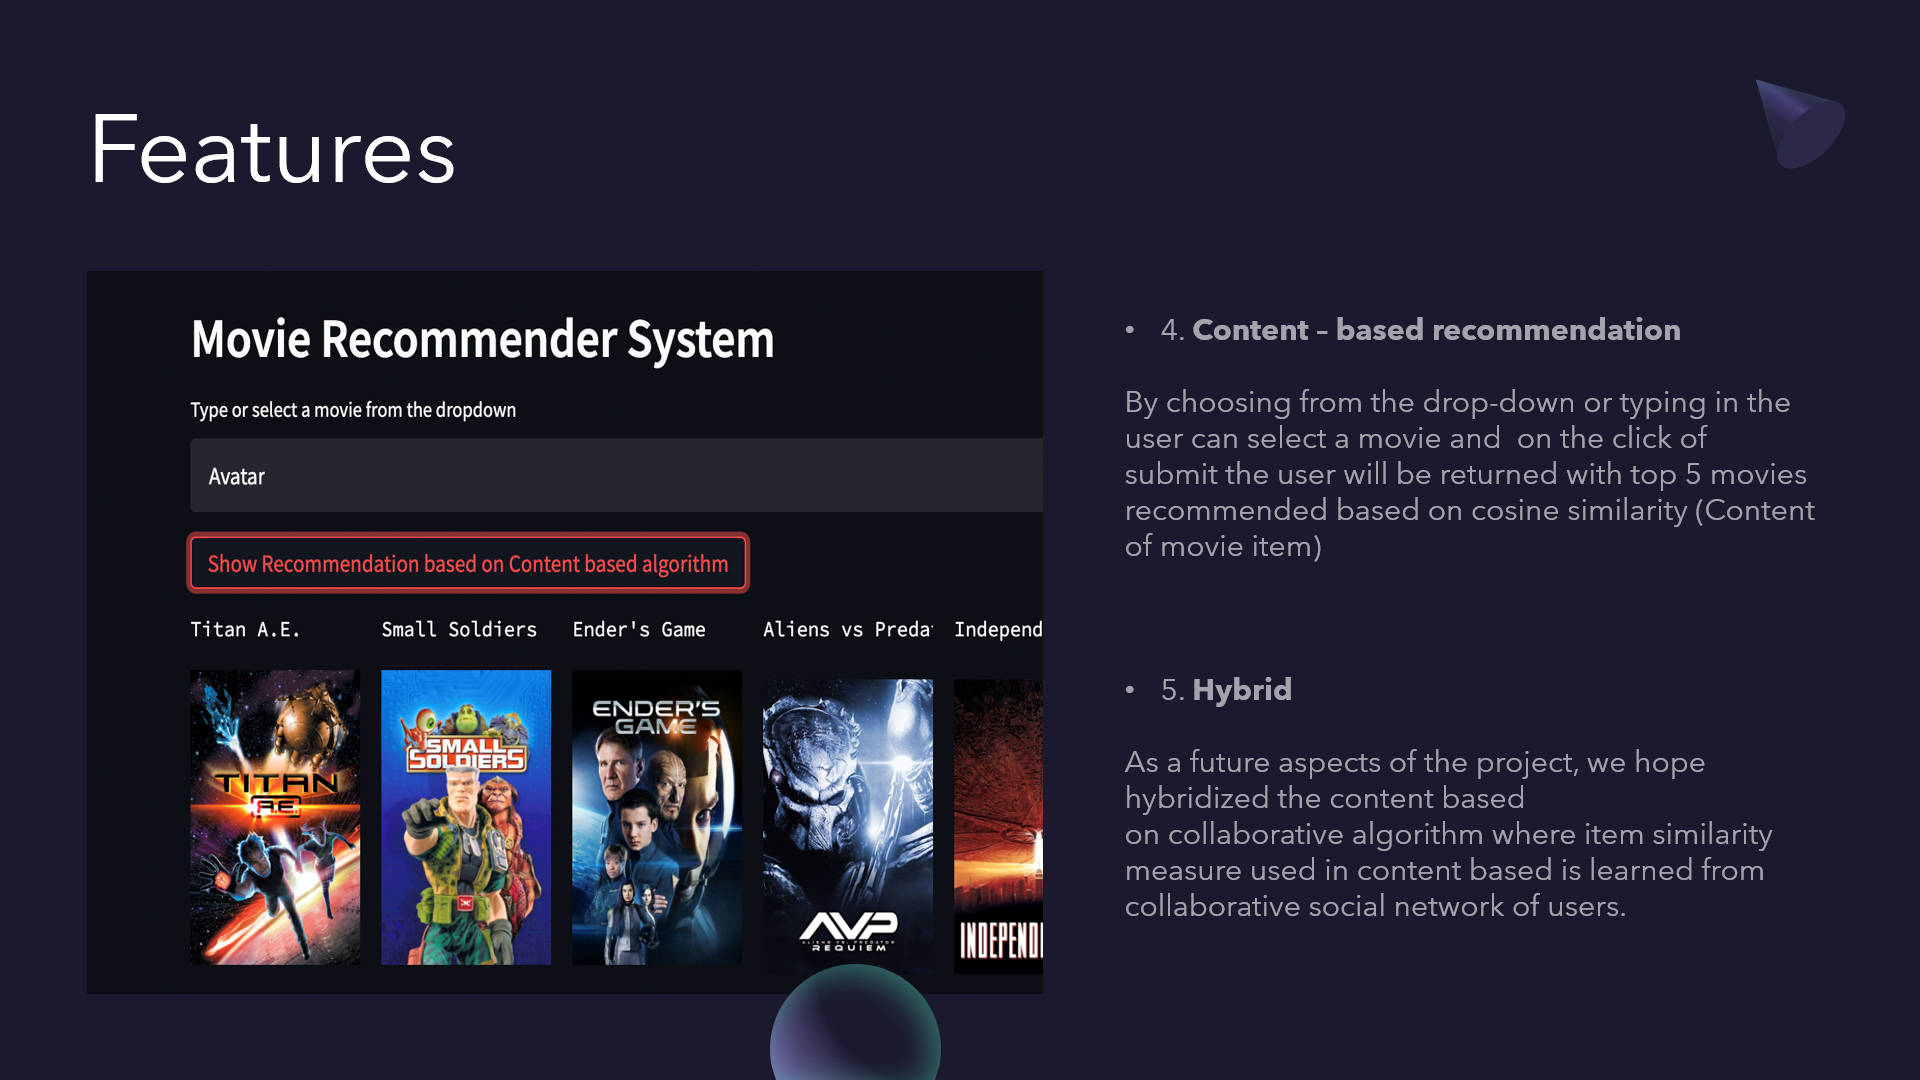 Features
Movie Recommender System
Type or select a movie from the dropdown
Avatar
Show Recommendation based on Content based algorithm
Titan A.E.
Small Soldiers
Ender's Game
Aliens vs Preda
Independ
TITAN
A.E.
SMALL
SOLDIERS
ENDER'S
GAME
AVP
ALIENS VS. PREDATOR
REQUIEM
INDEPEND
• 4. Content – based recommendation
By choosing from the drop-down or typing in the
user can select a movie and  on the click of
submit the user will be returned with top 5 movies
recommended based on cosine similarity (Content
of movie item)
• 5. Hybrid
As a future aspects of the project, we hope
hybridized the content based
on collaborative algorithm where item similarity
measure used in content based is learned from
collaborative social network of users.